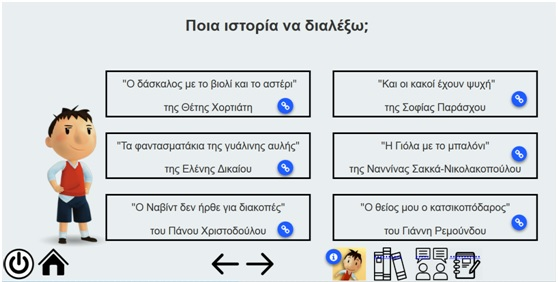 Ποια ιστορία να διαλέξω;
"Ο δάσκαλος με το βιολί και το αστέρι"
της Θέτης Χορτιάτη
"Και οι κακοί έχουν ψυχή"
της Σοφίας Παράσχου
"Τα φαντασματάκια της γυάλινης αυλής"
της Ελένης Δικαίου
"Η Γιόλα με το μπαλόνι"
της Ναννίνας Σακκά-Νικολακοπούλου
"Ο Ναβίντ δεν ήρθε για διακοπές"
του Πάνου Χριστοδούλου
"Ο θείος μου ο κατσικοπόδαρος"
του Γιάννη Ρεμούνδου